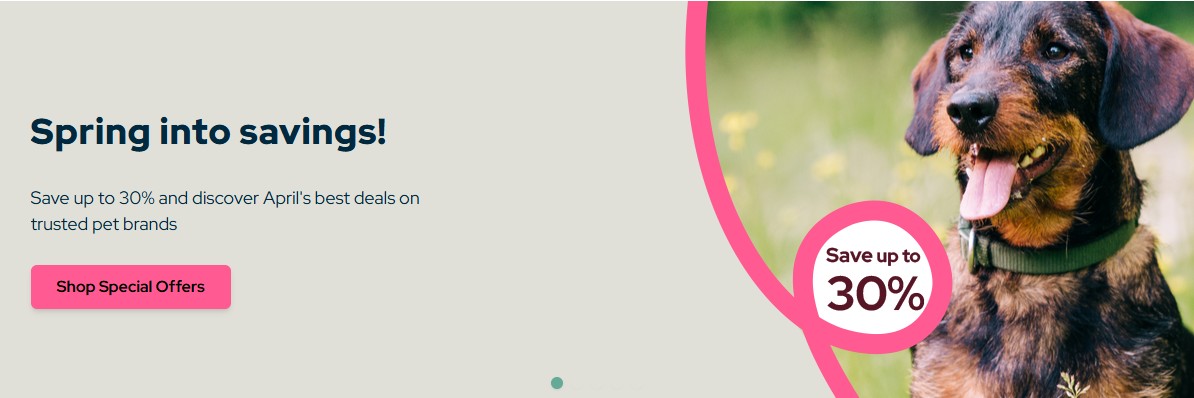 Spring into savings!
Save up to 30% and discover April's best deals on
trusted pet brands
Shop Special Offers
Save up to
30%